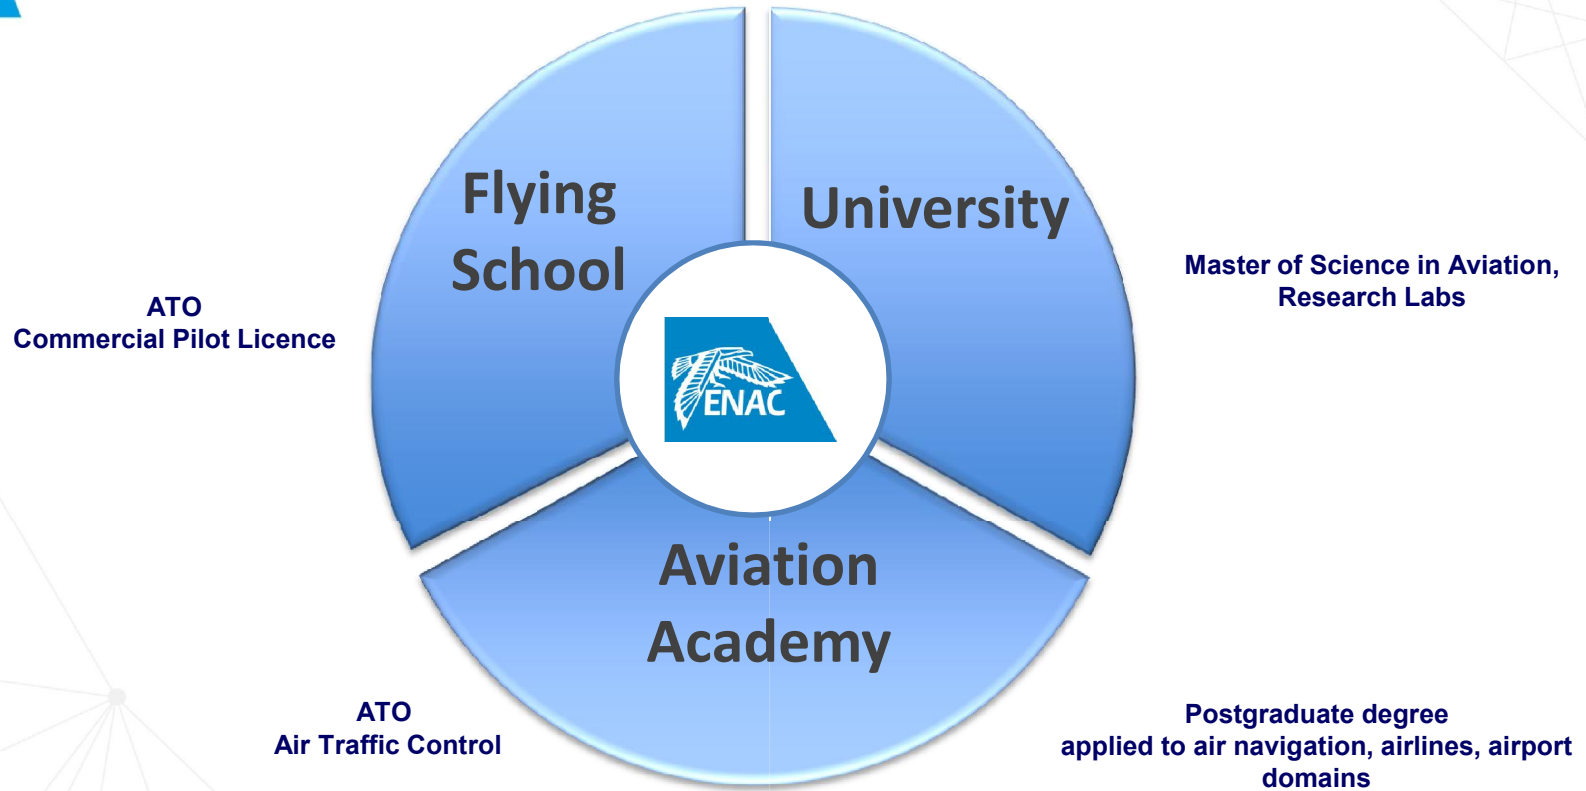 Flying
School
University
ATO
Commercial Pilot Licence
Master of Science in Aviation,
Research Labs
ENAC
Aviation
Academy
ATO
Air Traffic Control
Postgraduate degree
applied to air navigation, airlines, airport
domains